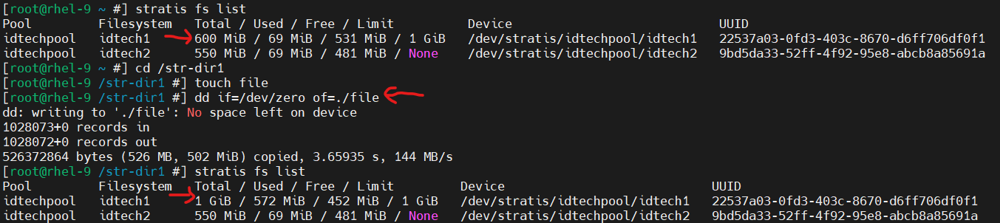 [root@rhel-9 ~ #] stratis fs list
Pool Filesystem Total / Used / Free / Limit Device UUID
idtechpool idtech1 600 MiB / 69 MiB / 531 MiB / 1 GiB /dev/stratis/idtechpool/idtech1 22537a03-0fd3-403c-8670-d6ff706df0f1
idtechpool idtech2 550 MiB / 69 MiB / 481 MiB / None /dev/stratis/idtechpool/idtech2 9bd5da33-52ff-4f92-95e8-abcb8a85691a
[root@rhel-9 ~ #] cd /str-dir1
[root@rhel-9 /str-dir1 #] touch file
[root@rhel-9 /str-dir1 #] dd if=/dev/zero of=./file
dd: writing to './file': No space left on device
1028073+0 records in
1028072+0 records out
526372864 bytes (526 MB, 502 MiB) copied, 3.65935 s, 144 MB/s
[root@rhel-9 /str-dir1 #] stratis fs list
Pool Filesystem Total / Used / Free / Limit Device UUID
idtechpool idtech1 1 GiB / 572 MiB / 452 MiB / 1 GiB /dev/stratis/idtechpool/idtech1 22537a03-0fd3-403c-8670-d6ff706df0f1
idtechpool idtech2 550 MiB / 69 MiB / 481 MiB / None /dev/stratis/idtechpool/idtech2 9bd5da33-52ff-4f92-95e8-abcb8a85691a